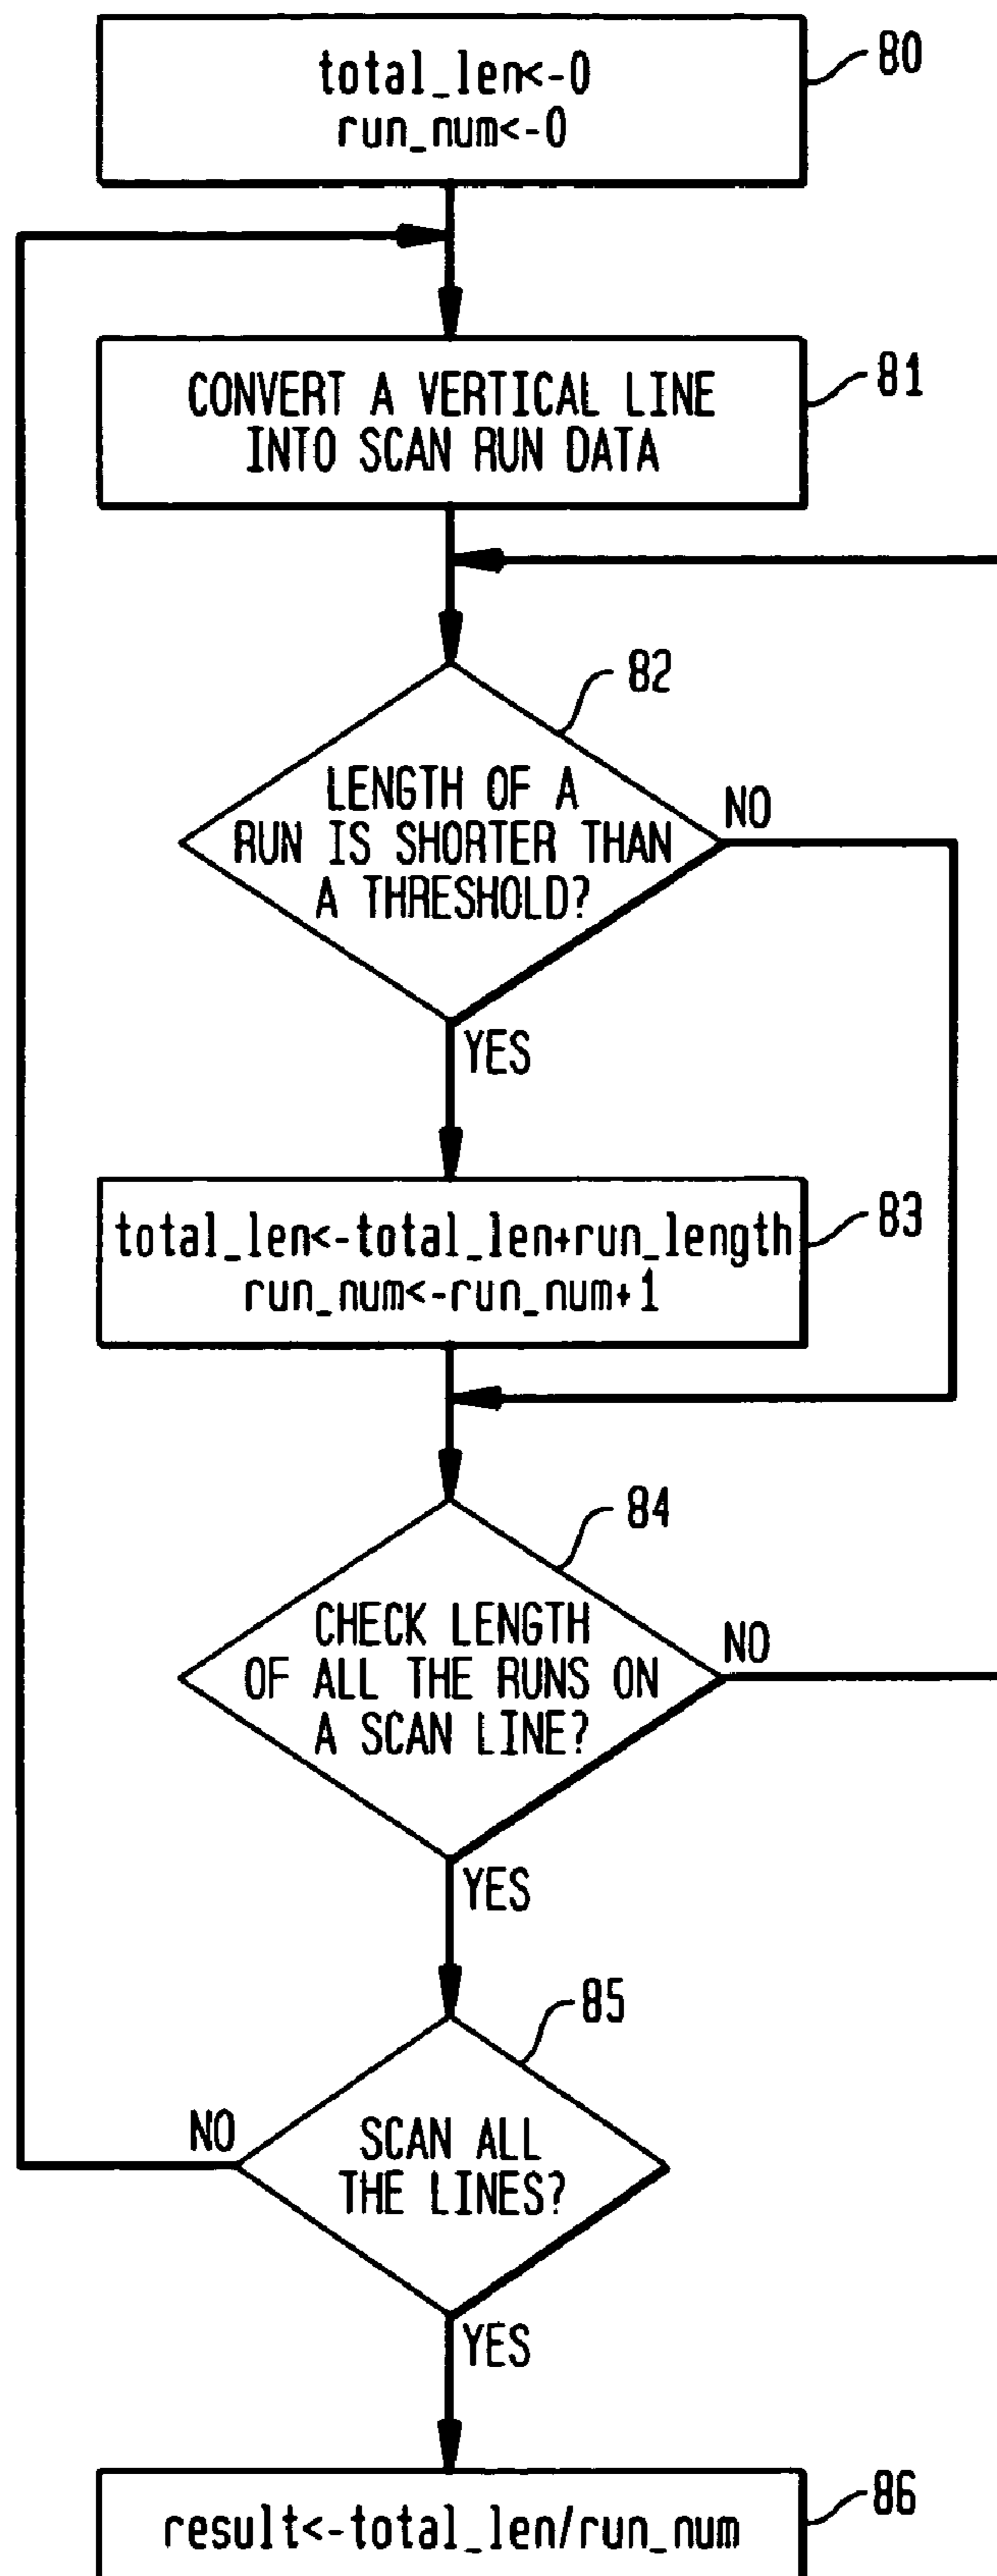 total_len<-0
run_num<-0
80
CONVERT A VERTICAL LINE
INTO SCAN RUN DATA
81
82
LENGTH OF A
RUN IS SHORTER THAN
A THRESHOLD?
NO
YES
total_len<-total_len+run_length
run_num<-run_num+1
83
84
CHECK LENGTH
OF ALL THE RUNS ON
A SCAN LINE?
NO
YES
85
SCAN ALL
THE LINES?
NO
YES
result<-total_len/run_num
86